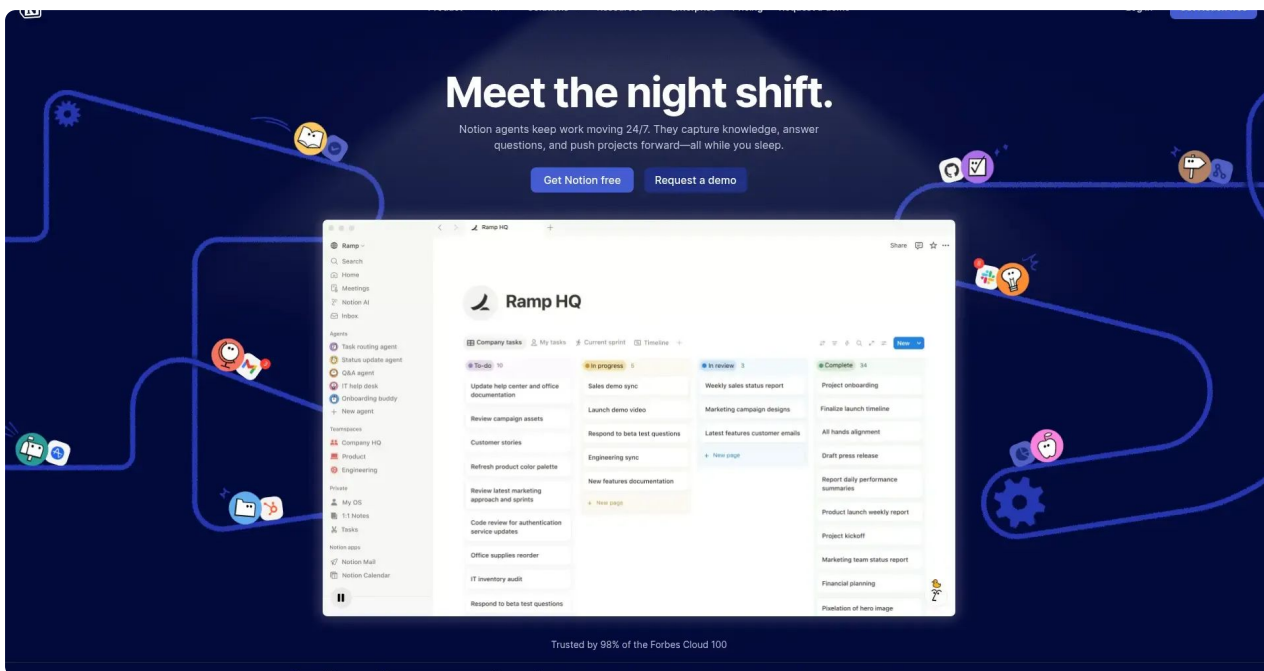 Meet the night shift.
Notion agents keep work moving 24/7. They capture knowledge, answer
questions, and push projects forward—all while you sleep.
Get Notion free
Request a demo
Ramp HQ
Ramp
Share
Search
Home
Meetings
Notion AI
Inbox
Agents
Task routing agent
Status update agent
Q&A agent
IT help desk
Onboarding buddy
New agent
Teamspaces
Company HQ
Product
Engineering
Private
My OS
1:1 Notes
Tasks
Notion apps
Notion Mail
Notion Calendar
Ramp HQ
Company tasks
My tasks
Current sprint
Timeline
New
To-do 10
Update help center and office
documentation
Review campaign assets
Customer stories
Refresh product color palette
Review latest marketing
approach and sprints
Code review for authentication
service updates
Office supplies reorder
IT inventory audit
Respond to beta test questions
In progress
Sales demo sync
Launch demo video
Respond to beta test questions
Engineering sync
New features documentation
New page
In review 3
Weekly sales status report
Marketing campaign designs
Latest features customer emails
New page
Complete 34
Project onboarding
Finalize launch timeline
All hands alignment
Draft press release
Report daily performance
summaries
Product launch weekly report
Project kickoff
Marketing team status report
Financial planning
Pixelation of hero image
Trusted by 98% of the Forbes Cloud 100